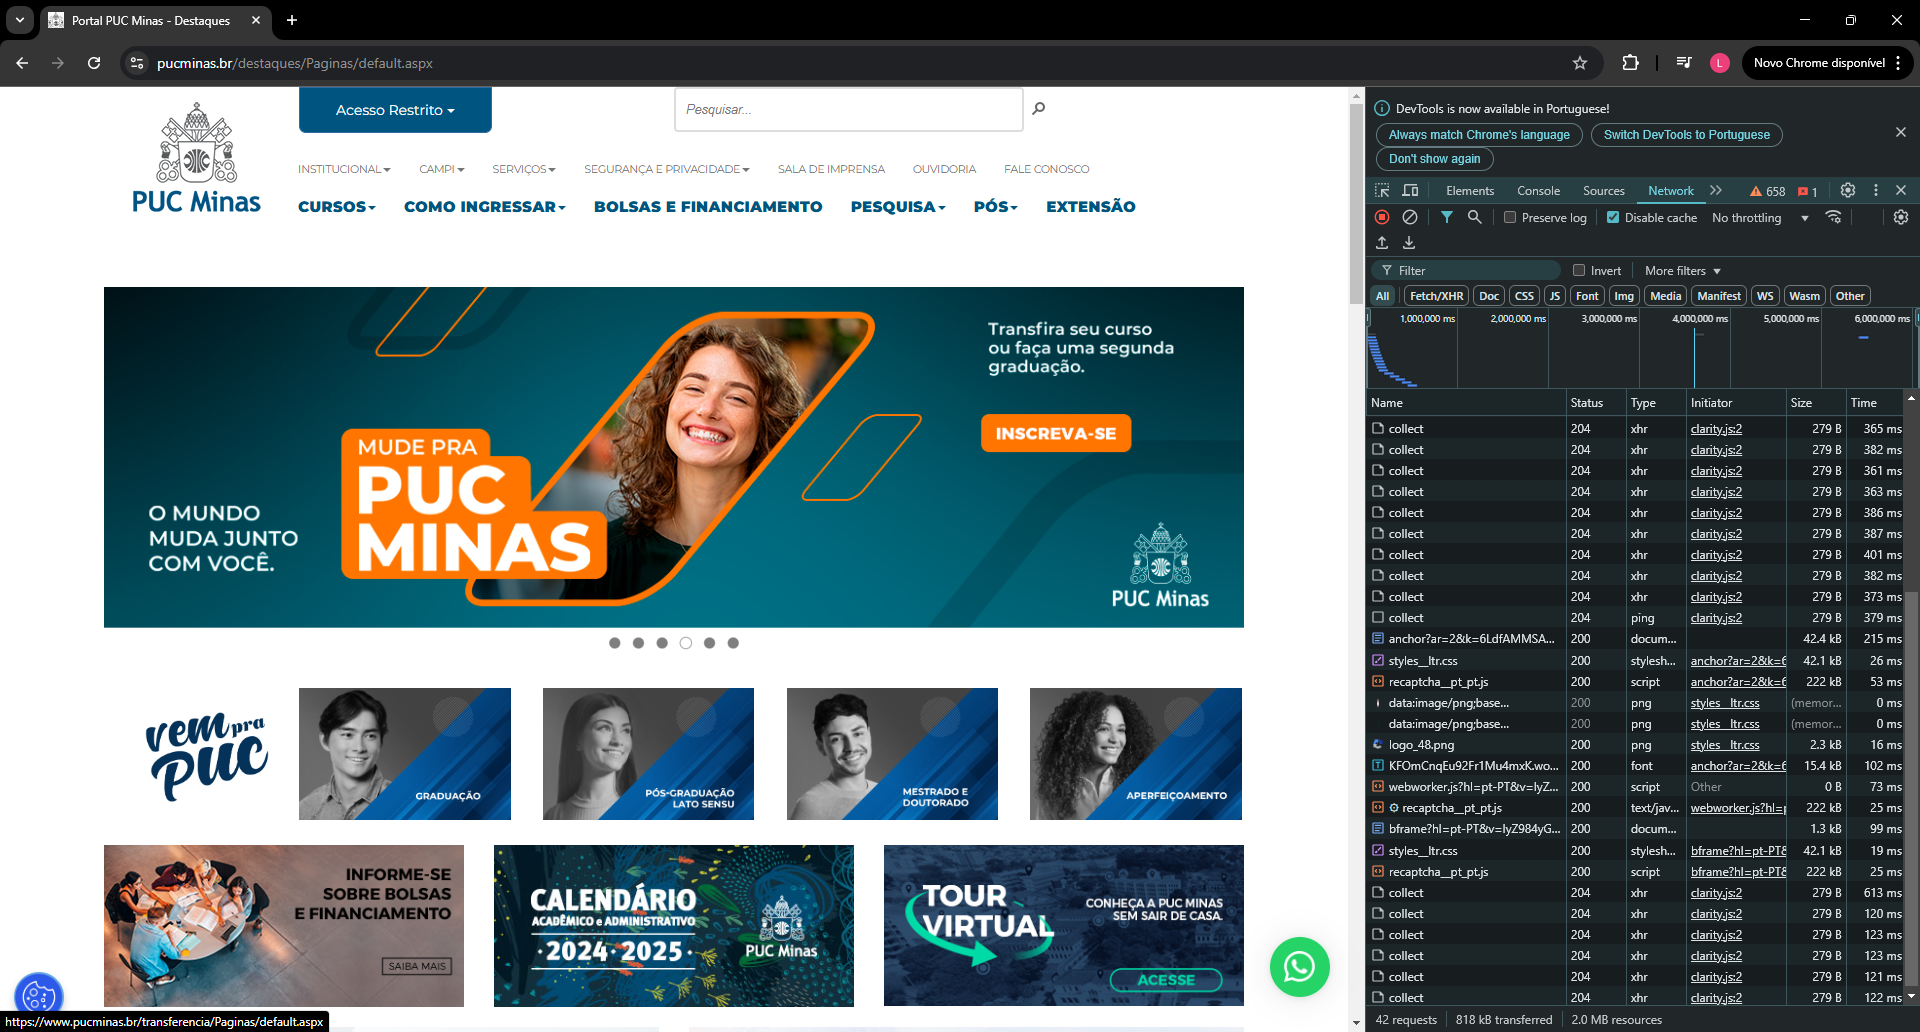 Portal PUC Minas - Destaques
pucminas.br/destaques/Paginas/default.aspx
L
Novo Chrome disponível
Acesso Restrito
Pesquisar...
PUC Minas
INSTITUCIONAL CAMPI SERVIÇOS SEGURANÇA E PRIVACIDADE SALA DE IMPRENSA OUVIDORIA FALE CONOSCO
CURSOS COMO INGRESSAR BOLSAS E FINANCIAMENTO PESQUISA PÓS EXTENSÃO
Transfira seu curso
ou faça uma segunda
graduação.
INSCREVA-SE
MUDE PRA
PUC
MINAS
O MUNDO
MUDA JUNTO
COM VOCÊ.
PUC Minas
vem pra
PUC
GRADUAÇÃO
PÓS-GRADUAÇÃO
LATO SENSU
MESTRADO E
DOUTORADO
APERFEIÇOAMENTO
INFORME-SE
SOBRE BOLSAS
E FINANCIAMENTO
SAIBA MAIS
CALENDÁRIO
ACADÊMICO e ADMINISTRATIVO
·2024·2025·
PUC Minas
TOUR
VIRTUAL
CONHEÇA A PUC MINAS
SEM SAIR DE CASA.
ACESSE
https://www.pucminas.br/transferencia/Paginas/default.aspx
DevTools is now available in Portuguese!
Always match Chrome's language Switch DevTools to Portuguese
Don't show again
Elements Console Sources Network 658 1
Preserve log Disable cache No throttling
Filter Invert More filters
All Fetch/XHR Doc CSS JS Font Img Media Manifest WS Wasm Other
1,000,000 ms 2,000,000 ms 3,000,000 ms 4,000,000 ms 5,000,000 ms 6,000,000 ms
Name Status Type Initiator Size Time
collect 204 xhr clarity.js:2 279 B 365 ms
collect 204 xhr clarity.js:2 279 B 382 ms
collect 204 xhr clarity.js:2 279 B 361 ms
collect 204 xhr clarity.js:2 279 B 363 ms
collect 204 xhr clarity.js:2 279 B 386 ms
collect 204 xhr clarity.js:2 279 B 387 ms
collect 204 xhr clarity.js:2 279 B 401 ms
collect 204 xhr clarity.js:2 279 B 382 ms
collect 204 xhr clarity.js:2 279 B 373 ms
collect 204 ping clarity.js:2 279 B 379 ms
anchor?ar=2&k=6LdfAMMSA... 200 docum... 42.4 kB 215 ms
styles__ltr.css 200 stylesh... anchor?ar=2&k=6 42.1 kB 26 ms
recaptcha__pt_pt.js 200 script anchor?ar=2&k=6 222 kB 53 ms
data:image/png;base... 200 png styles__ltr.css (memor... 0 ms
data:image/png;base... 200 png styles__ltr.css (memor... 0 ms
logo_48.png 200 png styles__ltr.css 2.3 kB 16 ms
KFOmCnqEu92Fr1Mu4mxK.wo... 200 font anchor?ar=2&k=6 15.4 kB 102 ms
webworker.js?hl=pt-PT&v=lyZ... 200 script Other 0 B 73 ms
recaptcha__pt_pt.js 200 text/jav... webworker.js?hl=p 222 kB 25 ms
bframe?hl=pt-PT&v=lyZ984yG... 200 docum... 1.3 kB 99 ms
styles__ltr.css 200 stylesh... bframe?hl=pt-PT& 42.1 kB 19 ms
recaptcha__pt_pt.js 200 script bframe?hl=pt-PT& 222 kB 25 ms
collect 204 xhr clarity.js:2 279 B 613 ms
collect 204 xhr clarity.js:2 279 B 120 ms
collect 204 xhr clarity.js:2 279 B 123 ms
collect 204 xhr clarity.js:2 279 B 123 ms
collect 204 xhr clarity.js:2 279 B 121 ms
collect 204 xhr clarity.js:2 279 B 122 ms
42 requests 818 kB transferred 2.0 MB resources